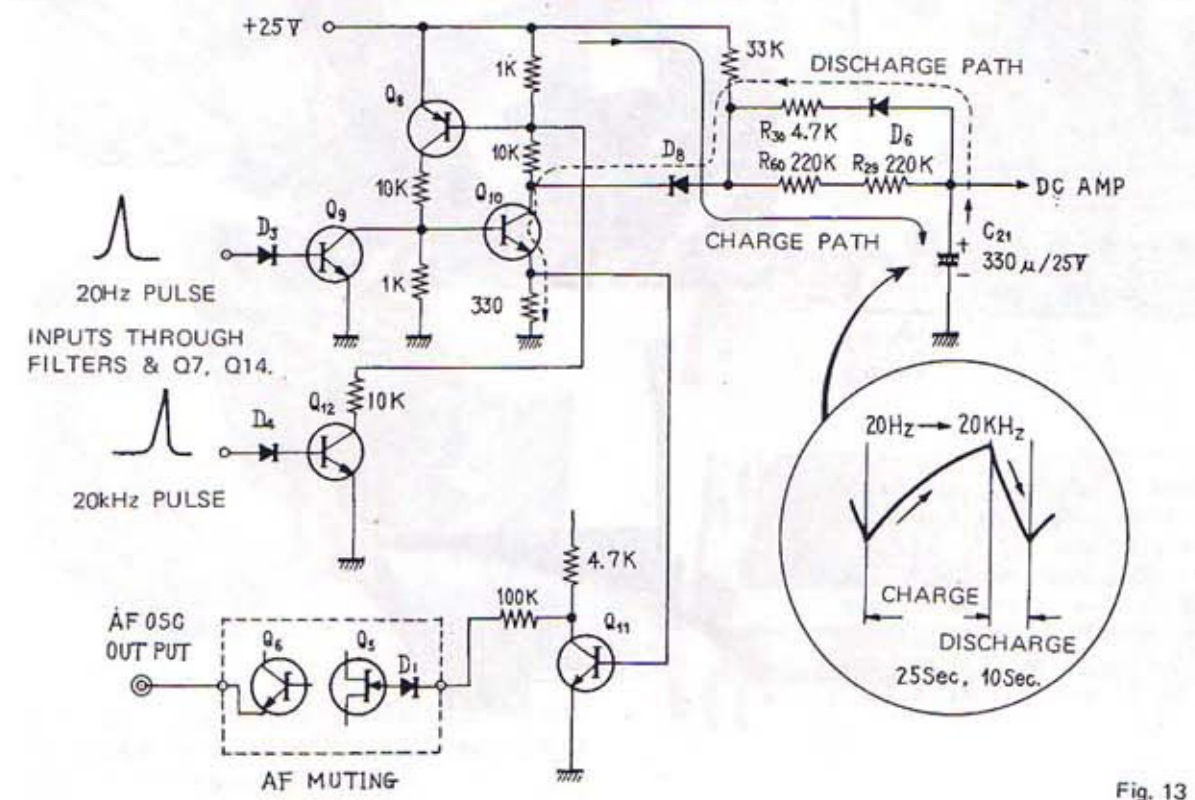 +25V
1K
33K
DISCHARGE PATH
Q8
R30 4.7K
D6
10K
D8
R60 220K
R29 220K
DC AMP
10K
Q10
CHARGE PATH
C21
330μ/25V
+
-
Q9
D3
1K
330
20Hz PULSE
INPUTS THROUGH
FILTERS & Q7, Q14.
Q12
10K
D4
20kHz PULSE
20Hz → 20KHz
CHARGE
DISCHARGE
25Sec, 10Sec.
4.7K
100K
Q11
AF OSC
OUT PUT
Q6
Q5
D1
AF MUTING
Fig. 13